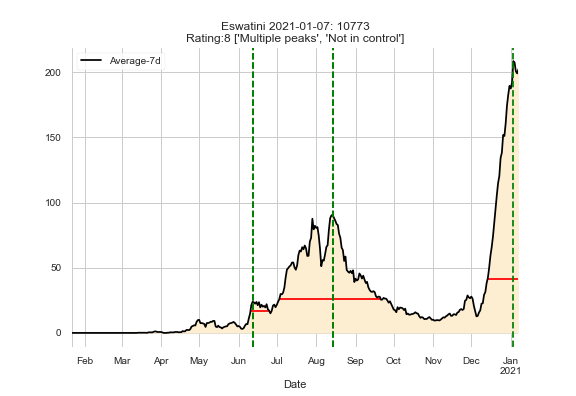 Eswatini 2021-01-07: 10773
Rating:8 ['Multiple peaks', 'Not in control']
Average-7d
200
150
100
50
0
Feb Mar Apr May Jun Jul Aug Sep Oct Nov Dec Jan
2021
Date